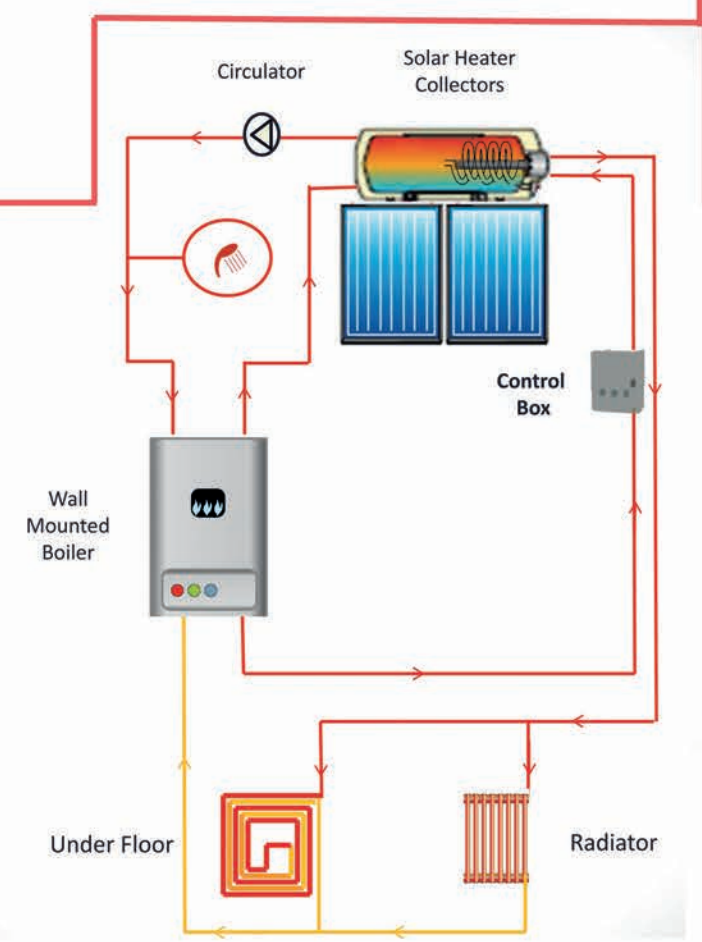 Circulator
Solar Heater
Collectors
Control
Box
Wall
Mounted
Boiler
Under Floor
Radiator